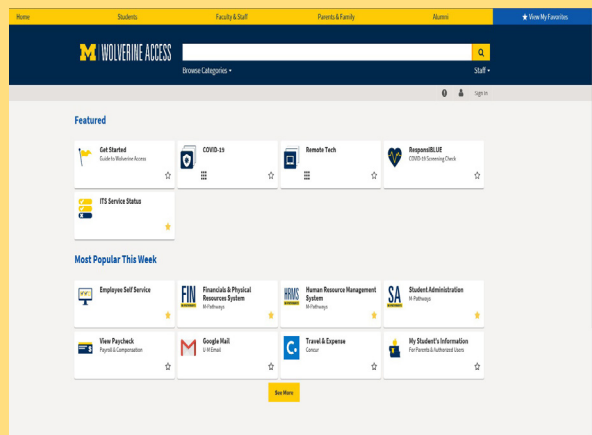 Home Students Faculty & Staff Parents & Family Alumni ★ View My Favorites
M | WOLVERINE ACCESS
Browse Categories Staff
Sign In
Featured
Get Started
Guide to Wolverine Access
COVID-19
Remote Tech
ResponsiBLUE
COVID-19 Screening Check
ITS Service Status
Most Popular This Week
Employee Self Service
FIN
Financials & Physical
Resources System
M-Pathways
HRMS
Human Resource Management
System
M-Pathways
SA
Student Administration
M-Pathways
View Paycheck
Payroll & Compensation
Google Mail
U-M Email
C.
Travel & Expense
Concur
My Student's Information
For Parents & Authorized Users
See More